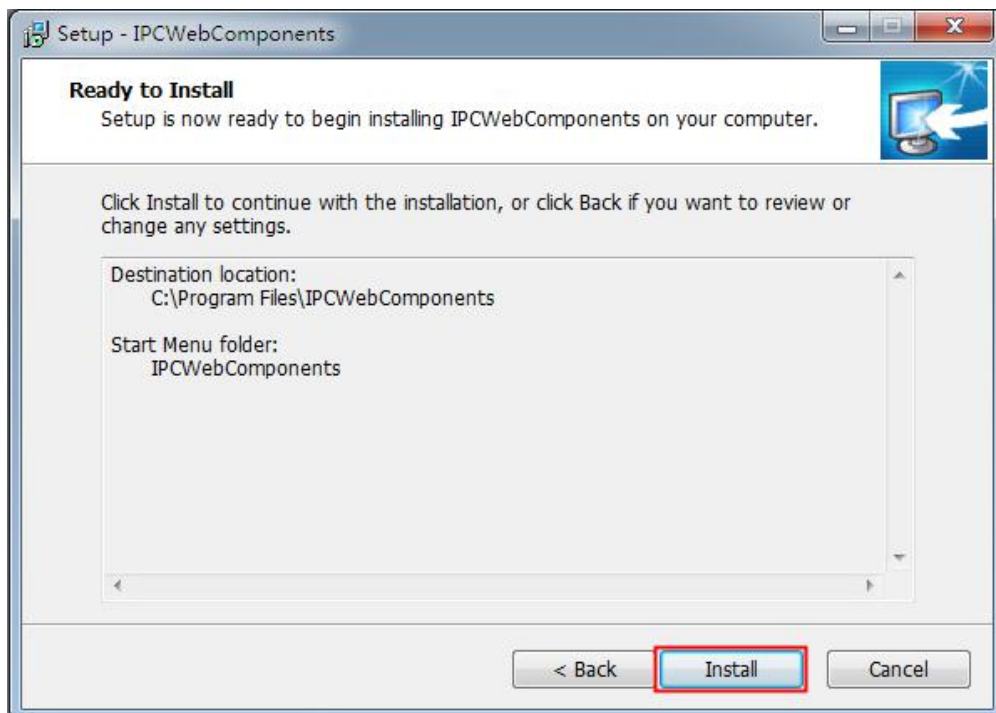 Setup - IPCWebComponents
Ready to Install
Setup is now ready to begin installing IPCWebComponents on your computer.
Click Install to continue with the installation, or click Back if you want to review or
change any settings.
Destination location:
C:\Program Files\IPCWebComponents
Start Menu folder:
IPCWebComponents
< Back
Install
Cancel